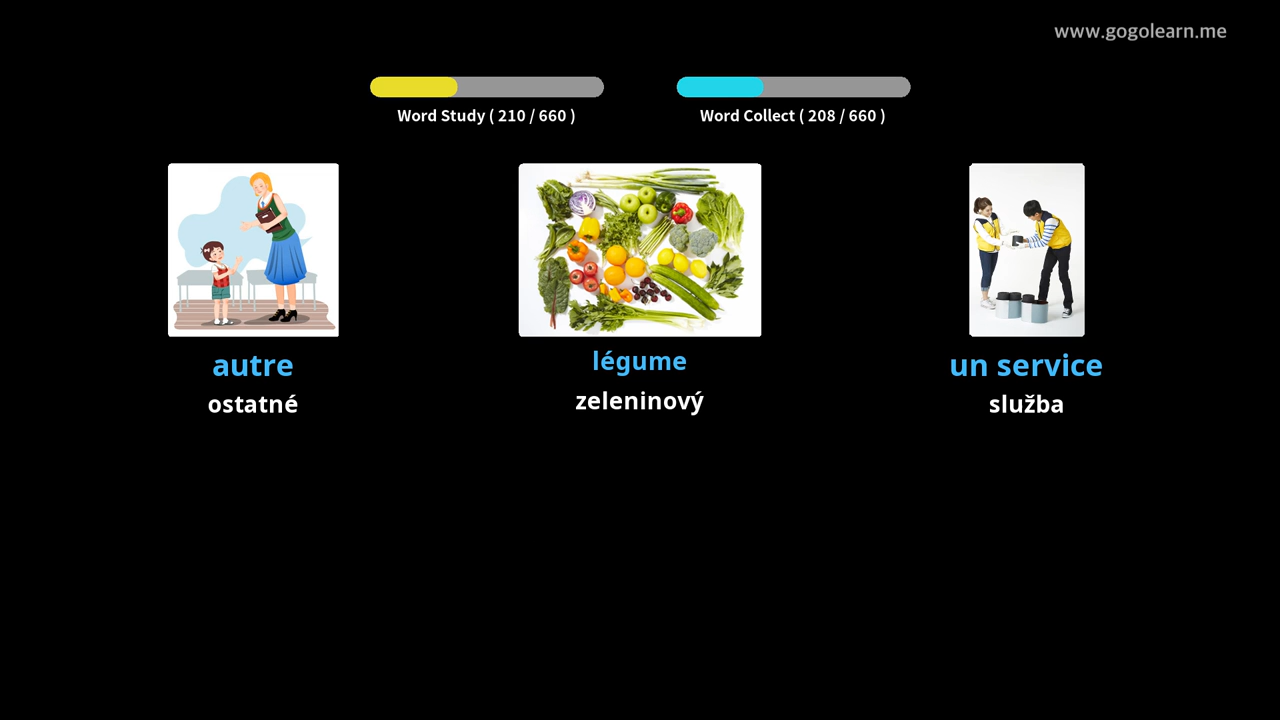 www.gogolearn.me
Word Study ( 210 / 660 )
Word Collect ( 208 / 660 )
autre
ostatné
légume
zeleninový
un service
služba